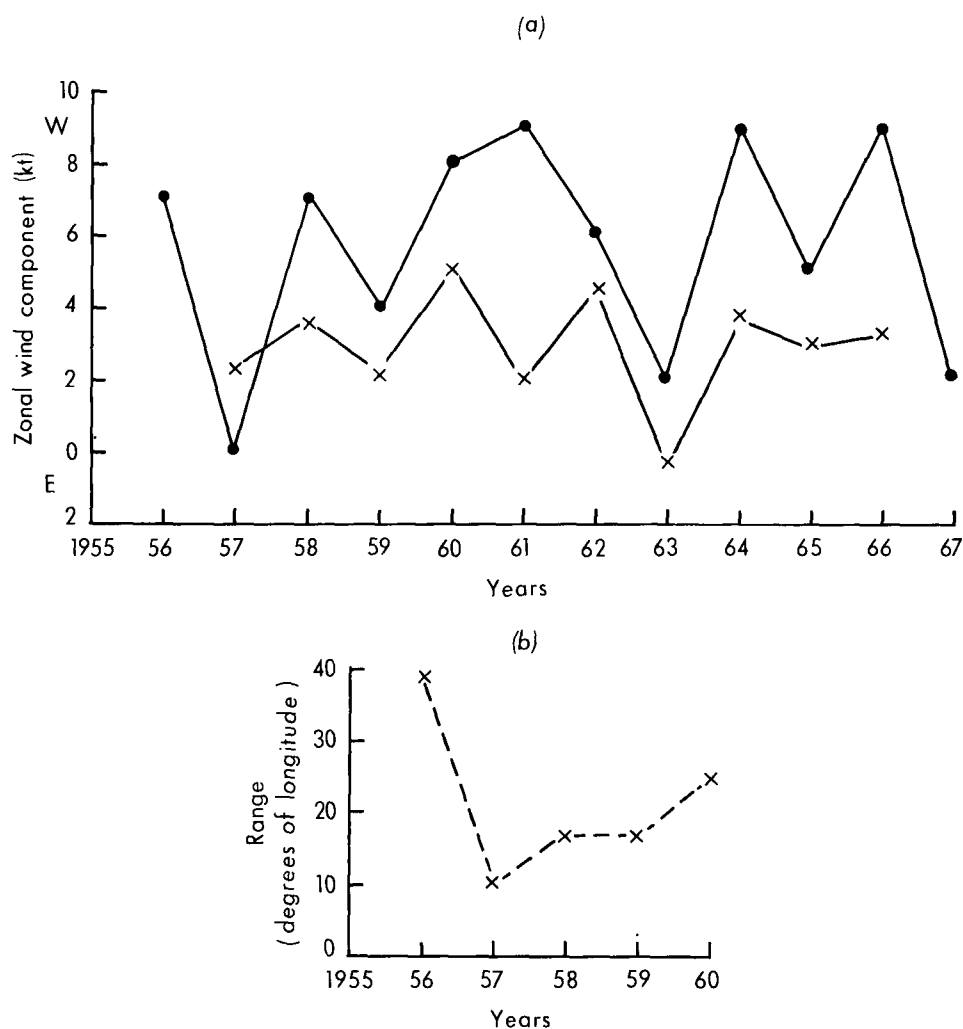 (a)
10
W
8
6
4
2
0
E
2
Zonal wind component (kt)
1955 56 57 58 59 60 61 62 63 64 65 66 67
Years
(b)
40
30
20
10
0
Range
(degrees of longitude)
1955 56 57 58 59 60
Years